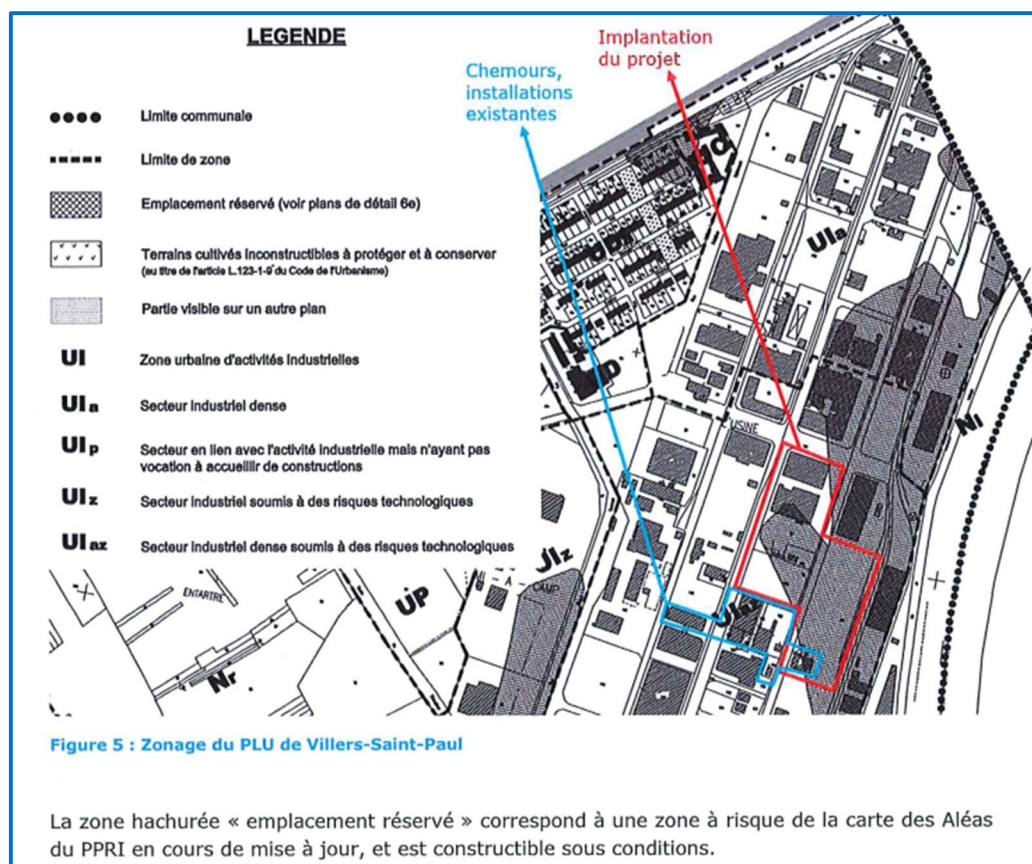 LEGENDE
Limite communale
Limite de zone
Emplacement réservé (voir plans de détail 6e)
Terrains cultivés inconstructibles à protéger et à conserver
(au titre de l'article L.123-1-9° du Code de l'Urbanisme)
Partie visible sur un autre plan
UI Zone urbaine d'activités industrielles
UIa Secteur industriel dense
UIp Secteur en lien avec l'activité industrielle mais n'ayant pas
vocation à accueillir de constructions
UIz Secteur industriel soumis à des risques technologiques
UIaz Secteur industriel dense soumis à des risques technologiques
Implantation
du projet
Chemours,
installations
existantes
UIa
USINE
UIz
CAMP
UIaz
ENTARTRE
UP
Nr
Figure 5 : Zonage du PLU de Villers-Saint-Paul
La zone hachurée « emplacement réservé » correspond à une zone à risque de la carte des Aléas
du PPRI en cours de mise à jour, et est constructible sous conditions.